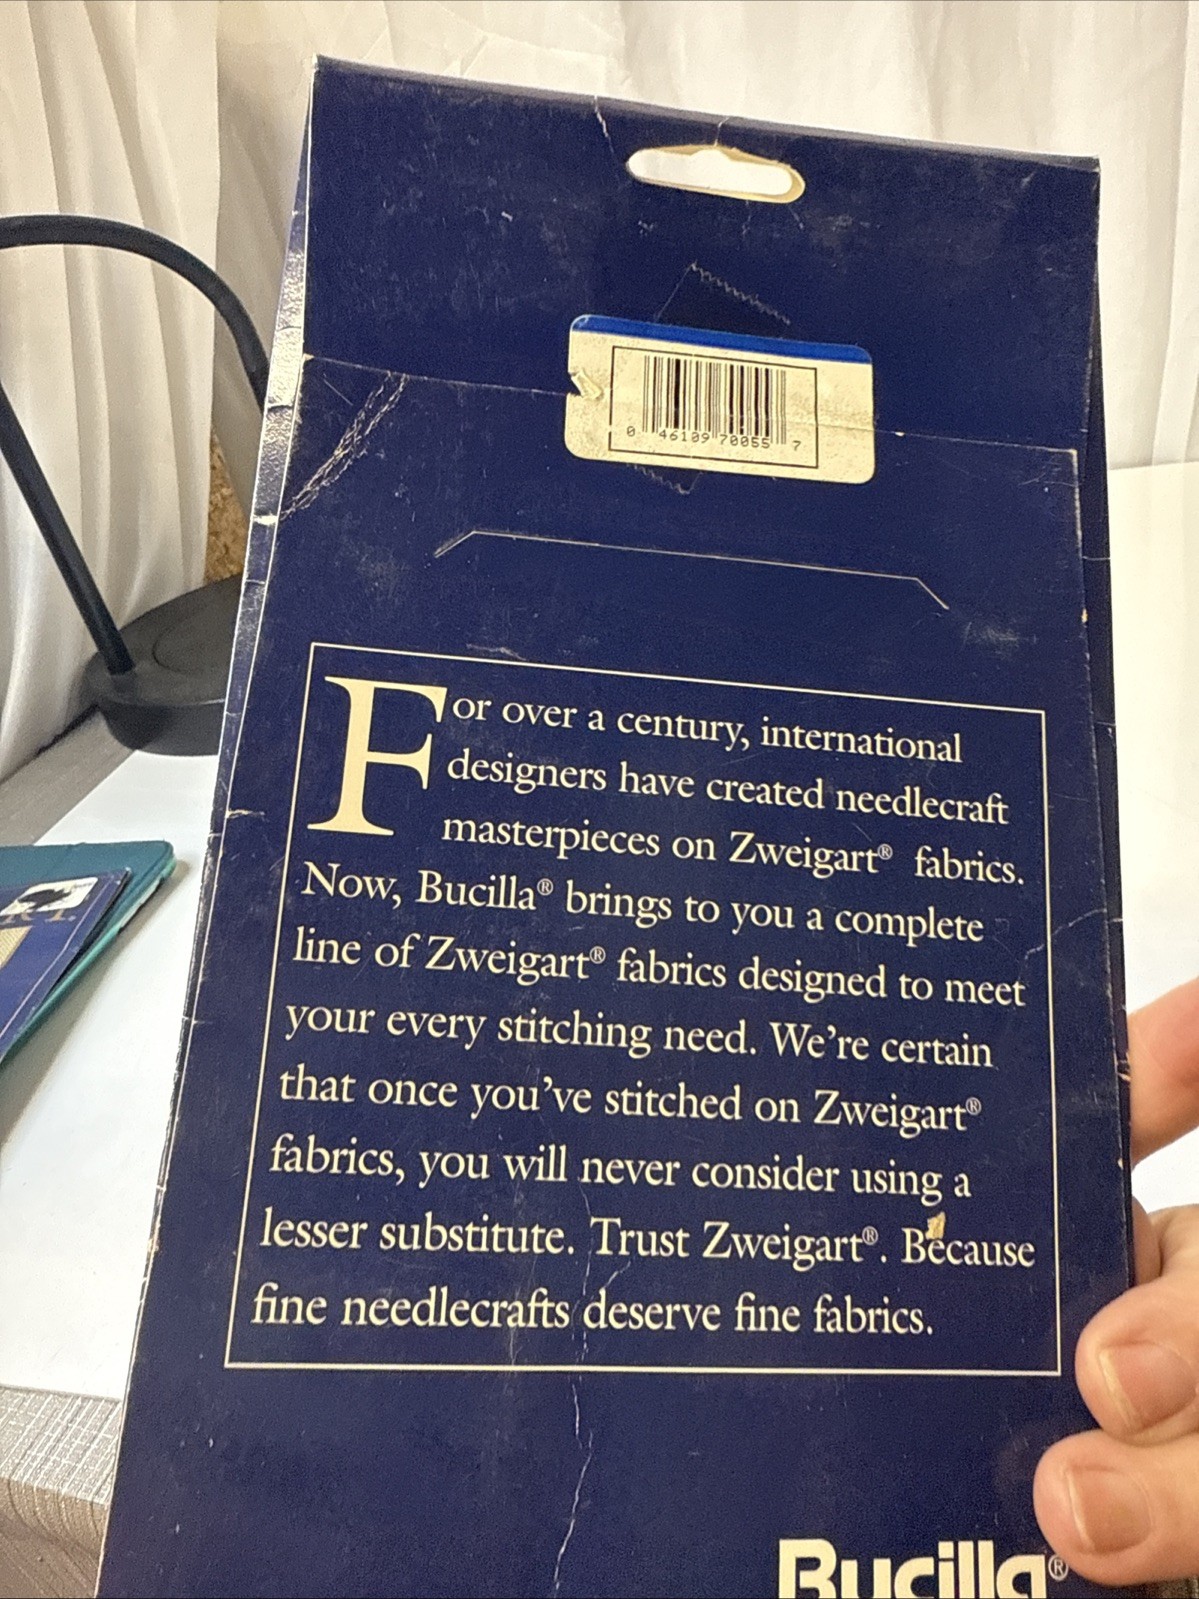 0 46109 70055 7
For over a century, international
designers have created needlecraft
masterpieces on Zweigart® fabrics.
Now, Bucilla® brings to you a complete
line of Zweigart® fabrics designed to meet
your every stitching need. We're certain
that once you've stitched on Zweigart®
fabrics, you will never consider using a
lesser substitute. Trust Zweigart®. Because
fine needlecrafts deserve fine fabrics.
Bucilla®